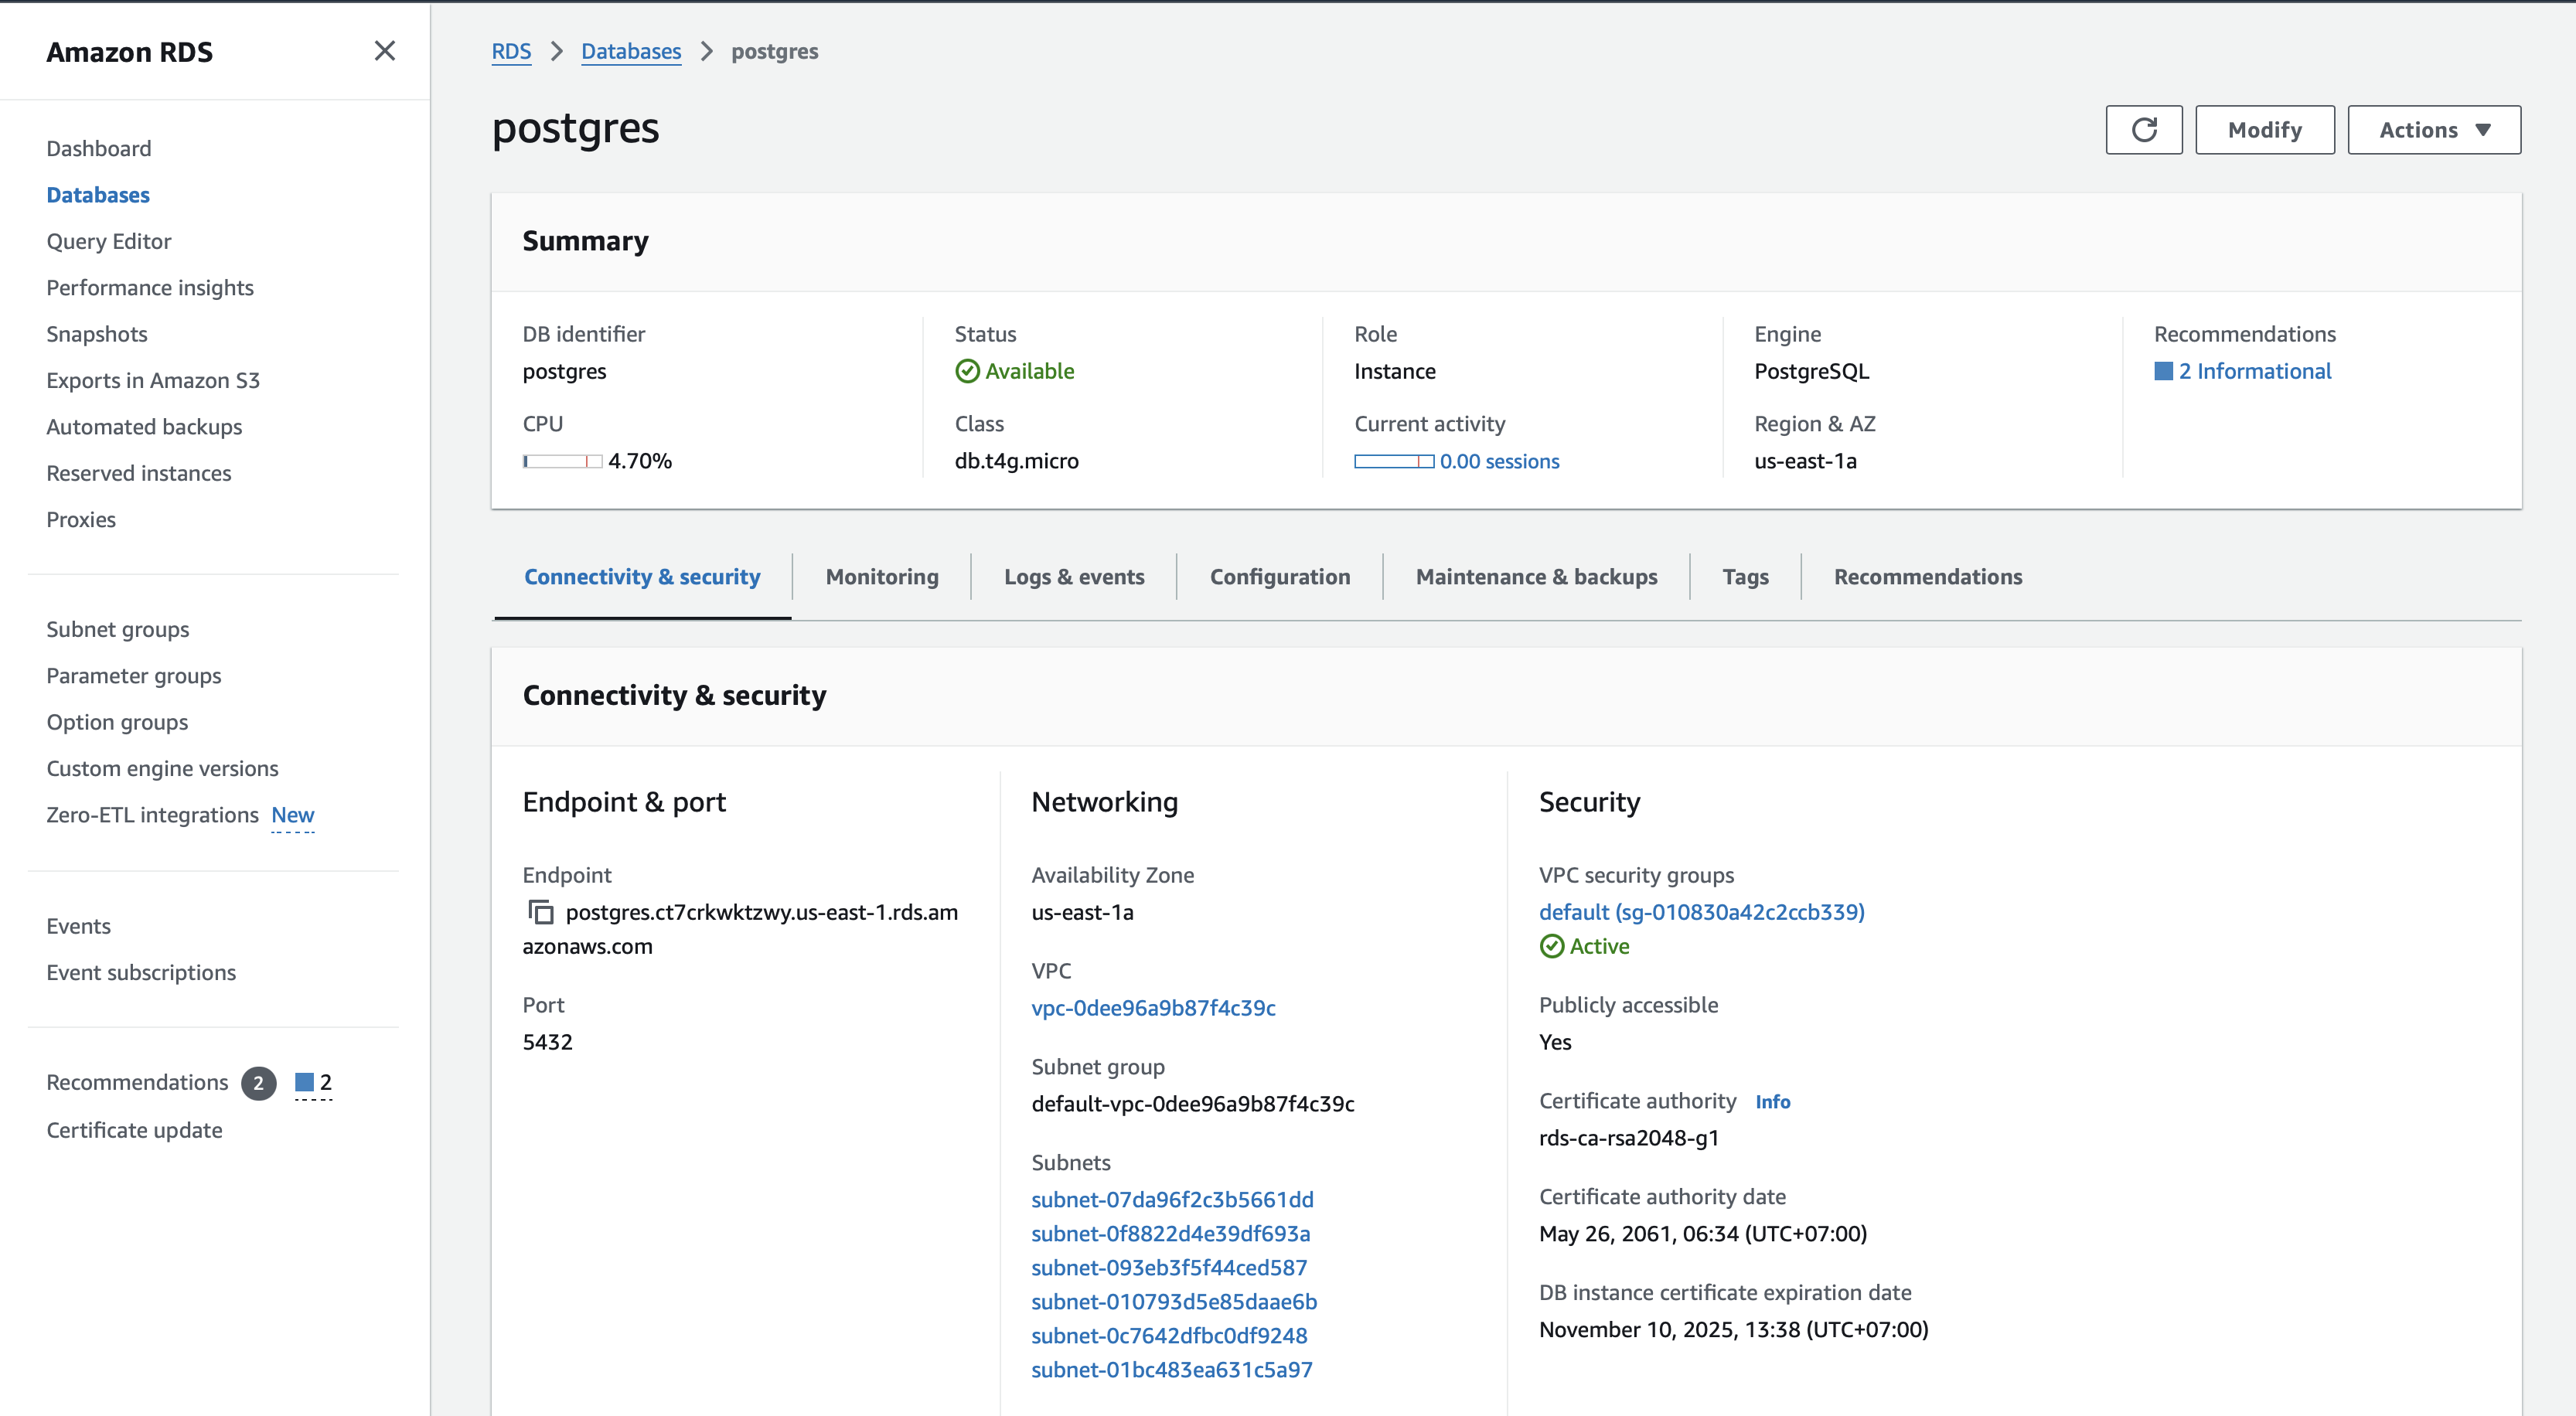 Amazon RDS
Dashboard
Databases
Query Editor
Performance insights
Snapshots
Exports in Amazon S3
Automated backups
Reserved instances
Proxies
Subnet groups
Parameter groups
Option groups
Custom engine versions
Zero-ETL integrations New
Events
Event subscriptions
Recommendations 2 2
Certificate update
RDS > Databases > postgres
postgres
Modify
Actions
Summary
DB identifier
postgres
CPU
4.70%
Status
Available
Class
db.t4g.micro
Role
Instance
Current activity
0.00 sessions
Engine
PostgreSQL
Region & AZ
us-east-1a
Recommendations
2 Informational
Connectivity & security
Monitoring
Logs & events
Configuration
Maintenance & backups
Tags
Recommendations
Connectivity & security
Endpoint & port
Endpoint
postgres.ct7crkwktzwy.us-east-1.rds.am
azonaws.com
Port
5432
Networking
Availability Zone
us-east-1a
VPC
vpc-0dee96a9b87f4c39c
Subnet group
default-vpc-0dee96a9b87f4c39c
Subnets
subnet-07da96f2c3b5661dd
subnet-0f8822d4e39df693a
subnet-093eb3f5f44ced587
subnet-010793d5e85daae6b
subnet-0c7642dfbc0df9248
subnet-01bc483ea631c5a97
Security
VPC security groups
default (sg-010830a42c2ccb339)
Active
Publicly accessible
Yes
Certificate authority Info
rds-ca-rsa2048-g1
Certificate authority date
May 26, 2061, 06:34 (UTC+07:00)
DB instance certificate expiration date
November 10, 2025, 13:38 (UTC+07:00)